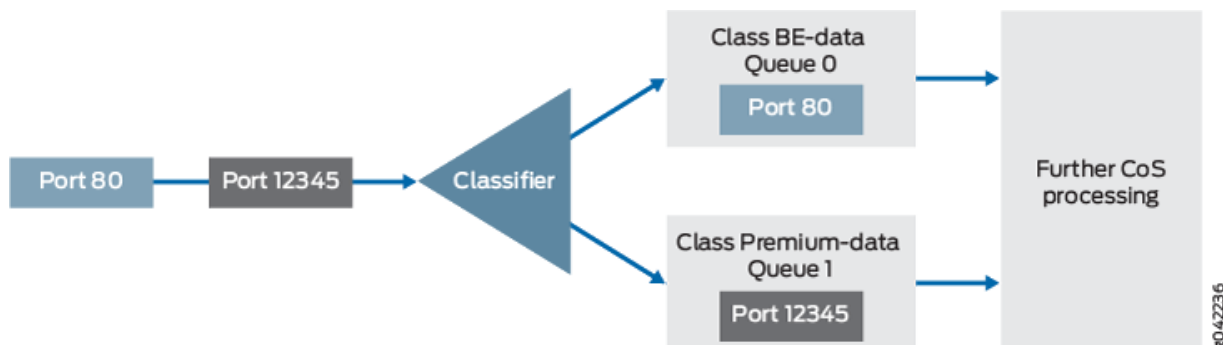 Port 80
Port 12345
Classifier
Class BE-data
Queue 0
Port 80
Class Premium-data
Queue 1
Port 12345
Further CoS
processing
g042236